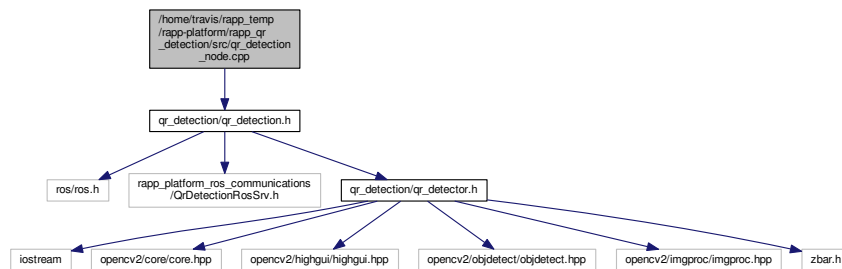 /home/travis/rapp_temp
/rapp-platform/rapp_qr
_detection/src/qr_detection
_node.cpp
qr_detection/qr_detection.h
ros/ros.h
rapp_platform_ros_communications
/QrDetectionRosSrv.h
qr_detection/qr_detector.h
iostream
opencv2/core/core.hpp
opencv2/highgui/highgui.hpp
opencv2/objdetect/objdetect.hpp
opencv2/imgproc/imgproc.hpp
zbar.h